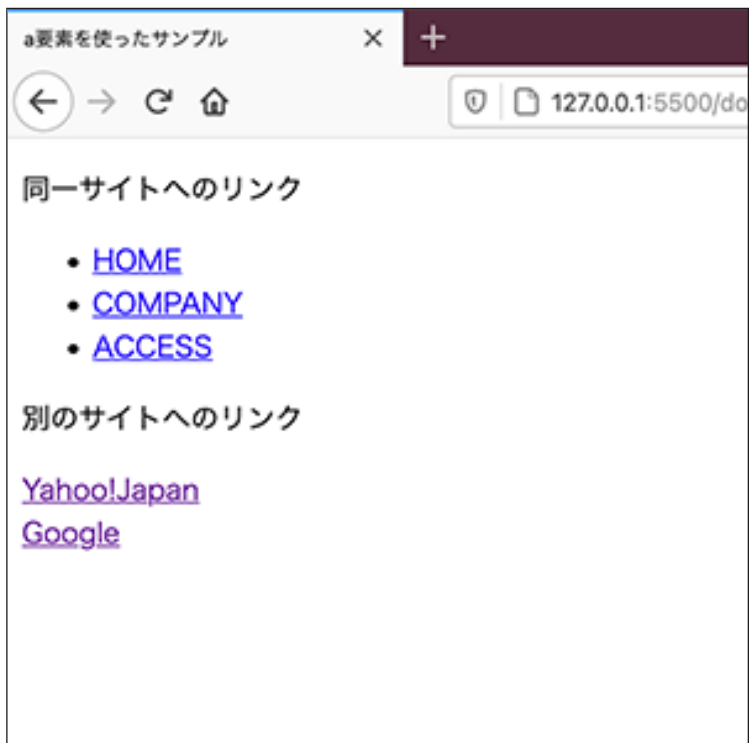 a要素を使ったサンプル
127.0.0.1:5500/do
同一サイトへのリンク
• HOME
• COMPANY
• ACCESS
別のサイトへのリンク
Yahoo!Japan
Google